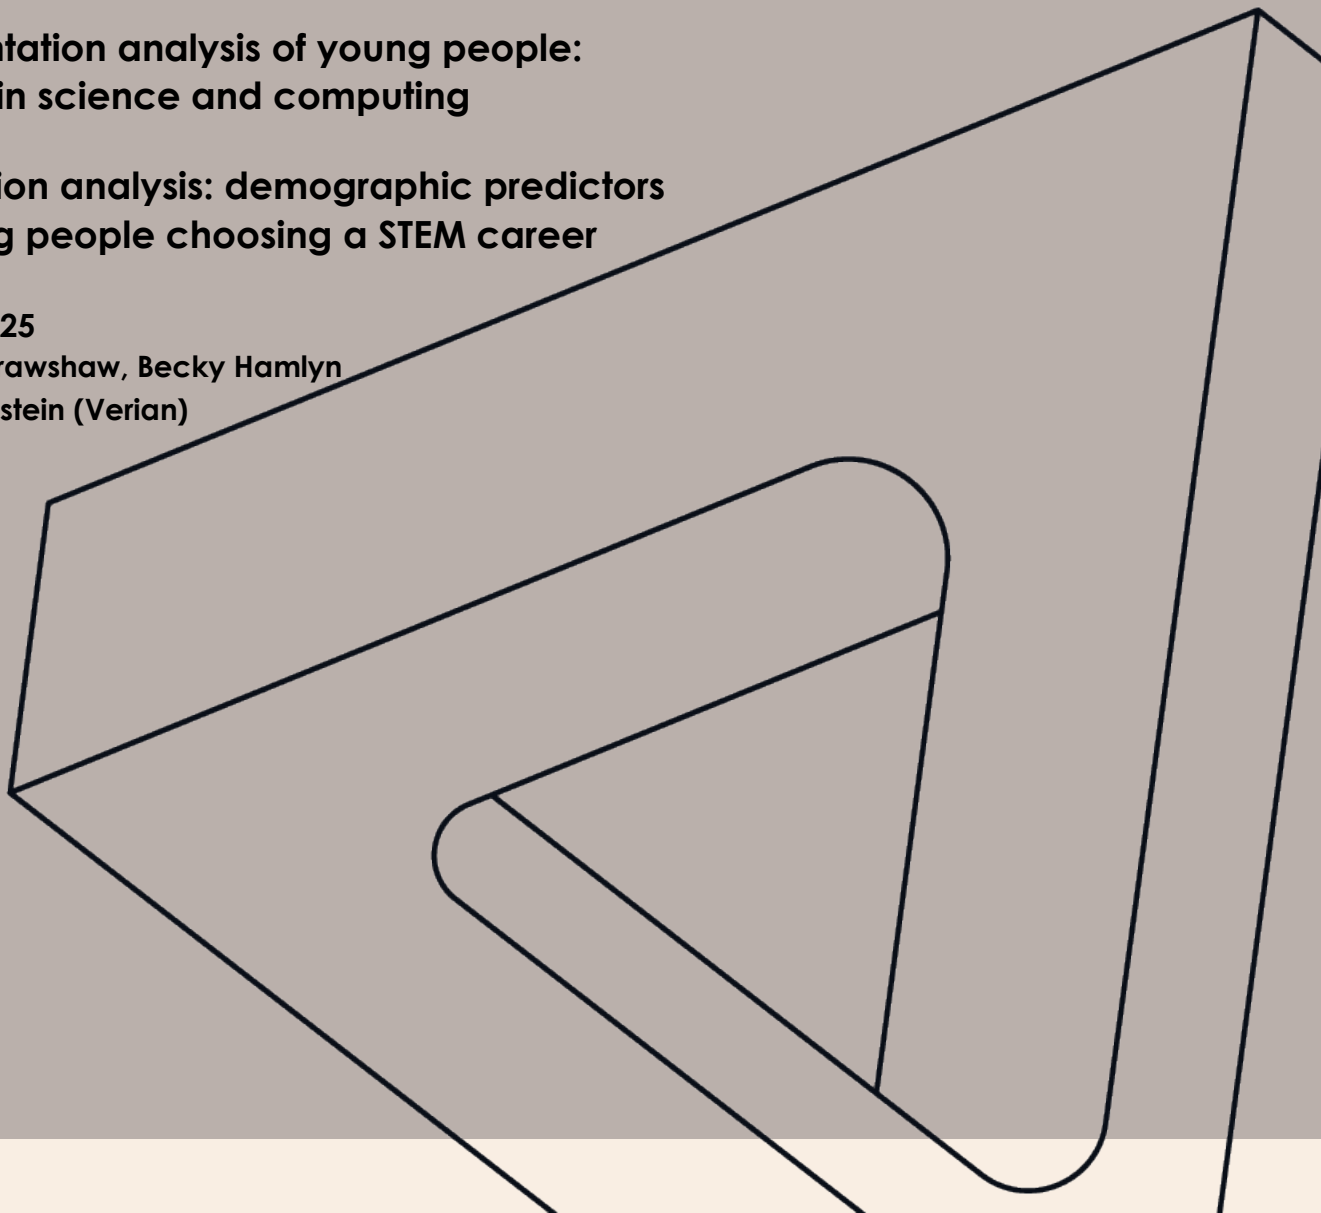 ntation analysis of young people:
in science and computing
ion analysis: demographic predictors
g people choosing a STEM career
25
rawshaw, Becky Hamlyn
stein (Verian)